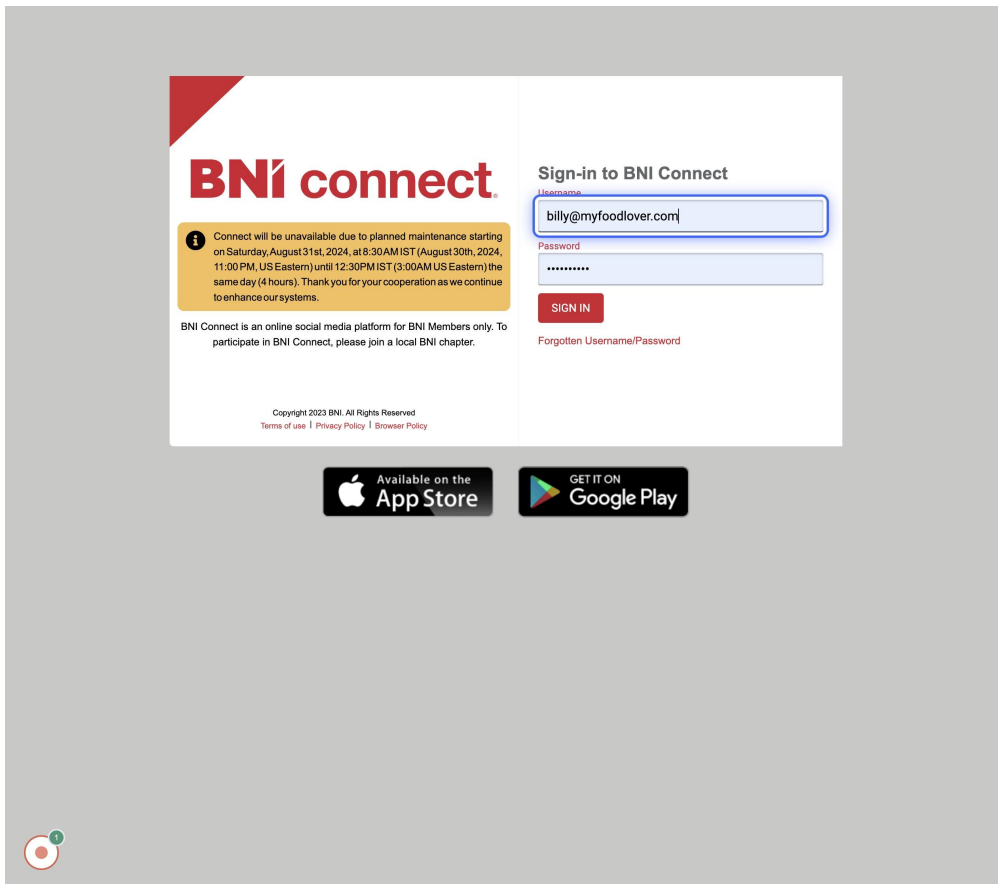 BNI connect.
Connect will be unavailable due to planned maintenance starting
on Saturday, August 31st, 2024, at 8:30AM IST (August 30th, 2024,
11:00 PM, US Eastern) until 12:30PM IST (3:00AM US Eastern) the
same day (4 hours). Thank you for your cooperation as we continue
to enhance our systems.
BNI Connect is an online social media platform for BNI Members only. To
participate in BNI Connect, please join a local BNI chapter.
Copyright 2023 BNI. All Rights Reserved
Terms of use | Privacy Policy | Browser Policy
Sign-in to BNI Connect
Username
billy@myfoodlover.com
Password
••••••••••
SIGN IN
Forgotten Username/Password
Available on the
App Store
GET IT ON
Google Play
1